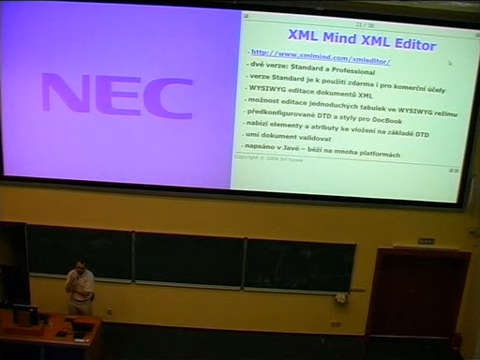 NEC
21 / 36
XML Mind XML Editor
http://www.xmlmind.com/xmleditor/
dvě verze: Standard a Professional
verze Standard je k použití zdarma i pro komerční účely
WYSIWYG editace dokumentů XML
možnost editace jednoduchých tabulek ve WYSIWYG režimu
předkonfigurované DTD a styly pro DocBook
nabízí elementy a atributy ke vložení na základě DTD
umí dokument validovat
napsáno v Javě – běží na mnoha platformách
Copyright © 2004 Jiří Kosek